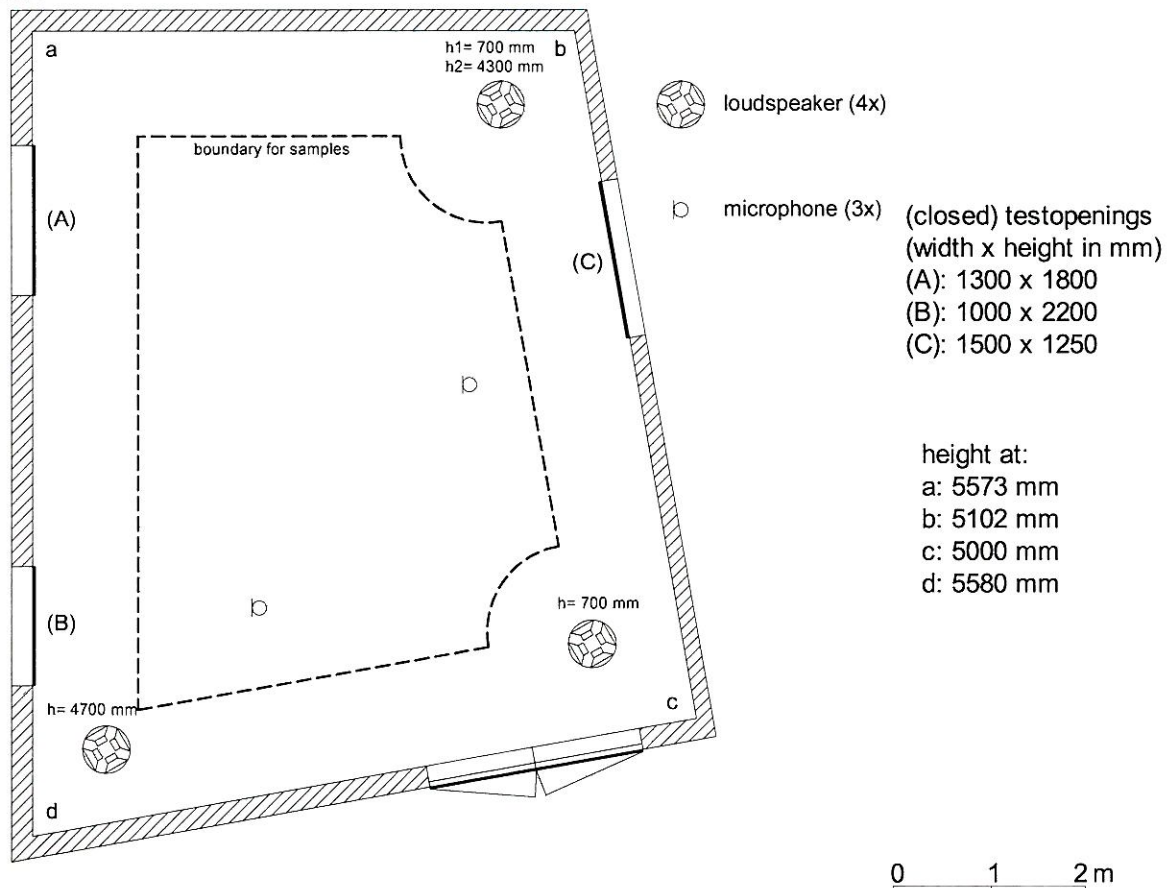 a
b
h1= 700 mm
h2= 4300 mm
boundary for samples
(A)
(C)
(B)
h= 700 mm
h= 4700 mm
c
d
loudspeaker (4x)
microphone (3x)
(closed) testopenings
(width x height in mm)
(A): 1300 x 1800
(B): 1000 x 2200
(C): 1500 x 1250
height at:
a: 5573 mm
b: 5102 mm
c: 5000 mm
d: 5580 mm
0 1 2 m